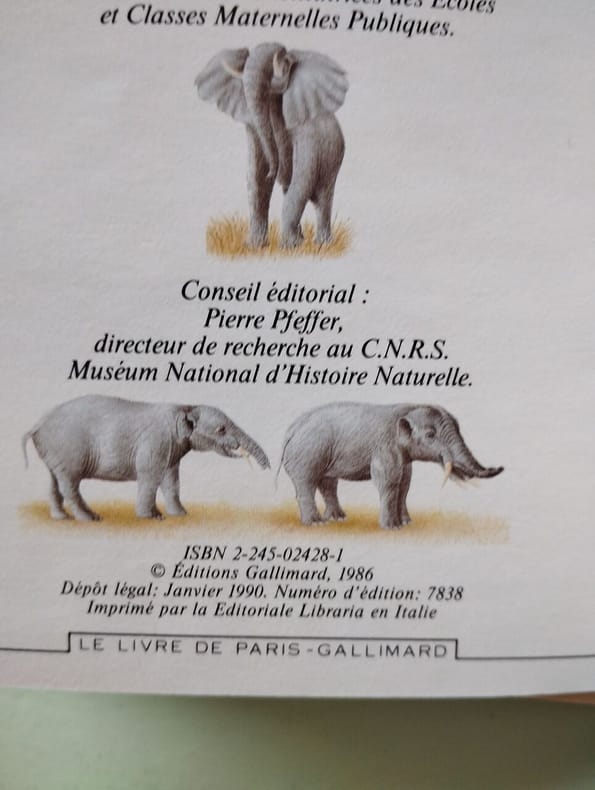 des Écoles
et Classes Maternelles Publiques.
Conseil éditorial :
Pierre Pfeffer,
directeur de recherche au C.N.R.S.
Muséum National d'Histoire Naturelle.
ISBN 2-245-02428-1
© Éditions Gallimard, 1986
Dépôt légal: Janvier 1990. Numéro d'édition: 7838
Imprimé par la Editoriale Libraria en Italie
LE LIVRE DE PARIS-GALLIMARD